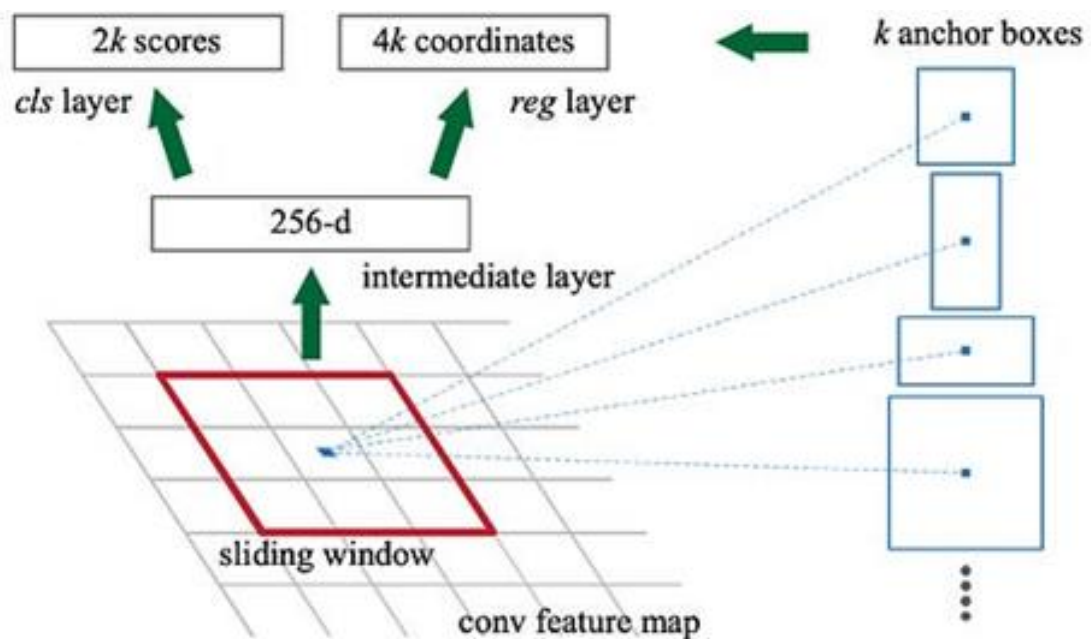 2k scores
4k coordinates
k anchor boxes
cls layer
reg layer
256-d
intermediate layer
sliding window
conv feature map